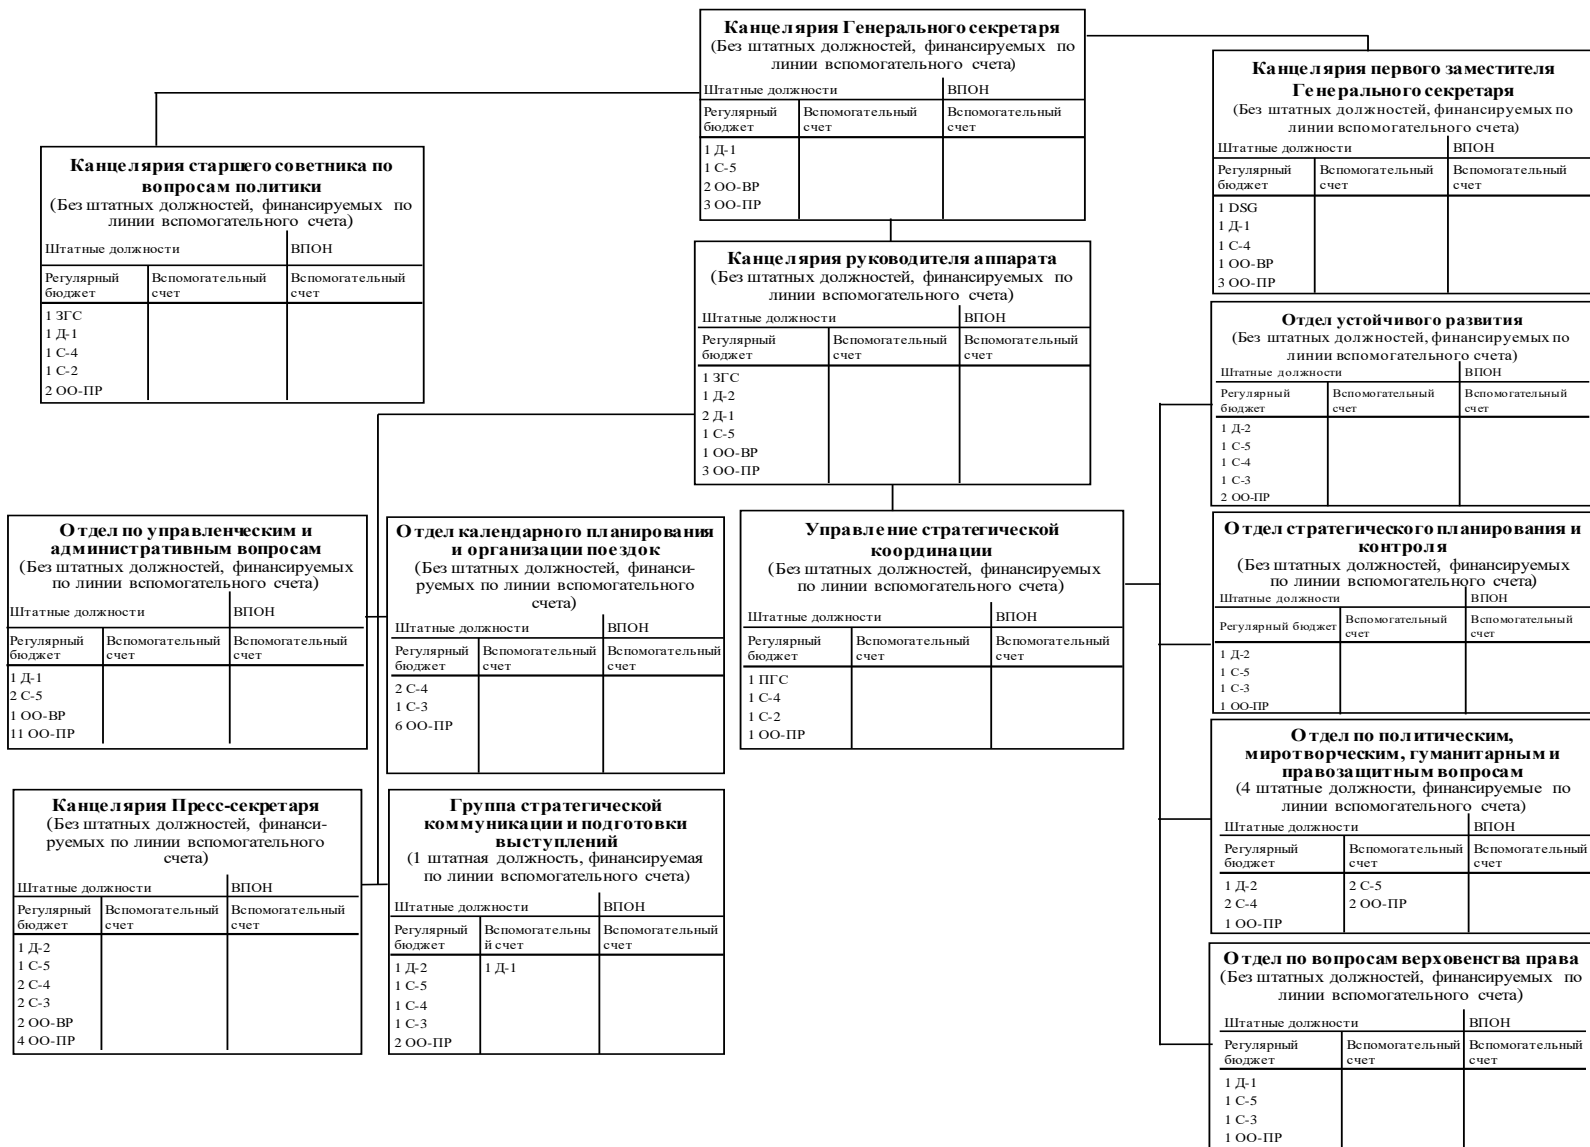 Канцелярия Генерального секретаря
(Без штатных должностей, финансируемых по
линии вспомогательного счета)
Штатные должности ВПОН
Регулярный бюджет Вспомогательный счет Вспомогательный счет
1 Д-1
1 С-5
2 ОО-ВР
3 ОО-ПР
Канцелярия первого заместителя
Генерального секретаря
(Без штатных должностей, финансируемых по
линии вспомогательного счета)
Штатные должности ВПОН
Регулярный бюджет Вспомогательный счет Вспомогательный счет
1 DSG
1 Д-1
1 С-4
1 ОО-ВР
3 ОО-ПР
Канцелярия старшего советника по
вопросам политики
(Без штатных должностей, финансируемых по
линии вспомогательного счета)
Штатные должности ВПОН
Регулярный бюджет Вспомогательный счет Вспомогательный счет
1 ЗГС
1 Д-1
1 С-4
1 С-2
2 ОО-ПР
Канцелярия руководителя аппарата
(Без штатных должностей, финансируемых по
линии вспомогательного счета)
Штатные должности ВПОН
Регулярный бюджет Вспомогательный счет Вспомогательный счет
1 ЗГС
1 Д-2
2 Д-1
1 С-5
1 ОО-ВР
3 ОО-ПР
Отдел устойчивого развития
(Без штатных должностей, финансируемых по
линии вспомогательного счета)
Штатные должности ВПОН
Регулярный бюджет Вспомогательный счет Вспомогательный счет
1 Д-2
1 С-5
1 С-4
1 С-3
2 ОО-ПР
Отдел по управленческим и
административным вопросам
(Без штатных должностей, финансируемых
по линии вспомогательного счета)
Штатные должности ВПОН
Регулярный бюджет Вспомогательный счет Вспомогательный счет
1 Д-1
2 С-5
1 ОО-ВР
11 ОО-ПР
Отдел календарного планирования
и организации поездок
(Без штатных должностей, финанси-
руемых по линии вспомогательного
счета)
Штатные должности ВПОН
Регулярный бюджет Вспомогательный счет Вспомогательный счет
2 С-4
1 С-3
6 ОО-ПР
Управление стратегической
координации
(Без штатных должностей, финансируемых
по линии вспомогательного счета)
Штатные должности ВПОН
Регулярный бюджет Вспомогательный счет Вспомогательный счет
1 ПГС
1 С-4
1 С-2
1 ОО-ПР
Отдел стратегического планирования и
контроля
(Без штатных должностей, финансируемых
по линии вспомогательного счета)
Штатные должности ВПОН
Регулярный бюджет Вспомогательный счет Вспомогательный счет
1 Д-2
1 С-5
1 С-3
1 ОО-ПР
Отдел по политическим,
миротворческим, гуманитарным и
правозащитным вопросам
(4 штатные должности, финансируемые по
линии вспомогательного счета)
Штатные должности ВПОН
Регулярный бюджет Вспомогательный счет Вспомогательный счет
1 Д-2 2 С-5
2 С-4 2 ОО-ПР
1 ОО-ПР
Канцелярия Пресс-секретаря
(Без штатных должностей, финанси-
руемых по линии вспомогательного
счета)
Штатные должности ВПОН
Регулярный бюджет Вспомогательный счет Вспомогательный счет
1 Д-2
1 С-5
2 С-4
2 С-3
2 ОО-ВР
4 ОО-ПР
Группа стратегической
коммуникации и подготовки
выступлений
(1 штатная должность, финансируемая
по линии вспомогательного счета)
Штатные должности ВПОН
Регулярный бюджет Вспомогательный счет Вспомогательный счет
1 Д-2 1 Д-1
1 С-5
1 С-4
1 С-3
2 ОО-ПР
Отдел по вопросам верховенства права
(Без штатных должностей, финансируемых по
линии вспомогательного счета)
Штатные должности ВПОН
Регулярный бюджет Вспомогательный счет Вспомогательный счет
1 Д-1
1 С-5
1 С-3
1 ОО-ПР